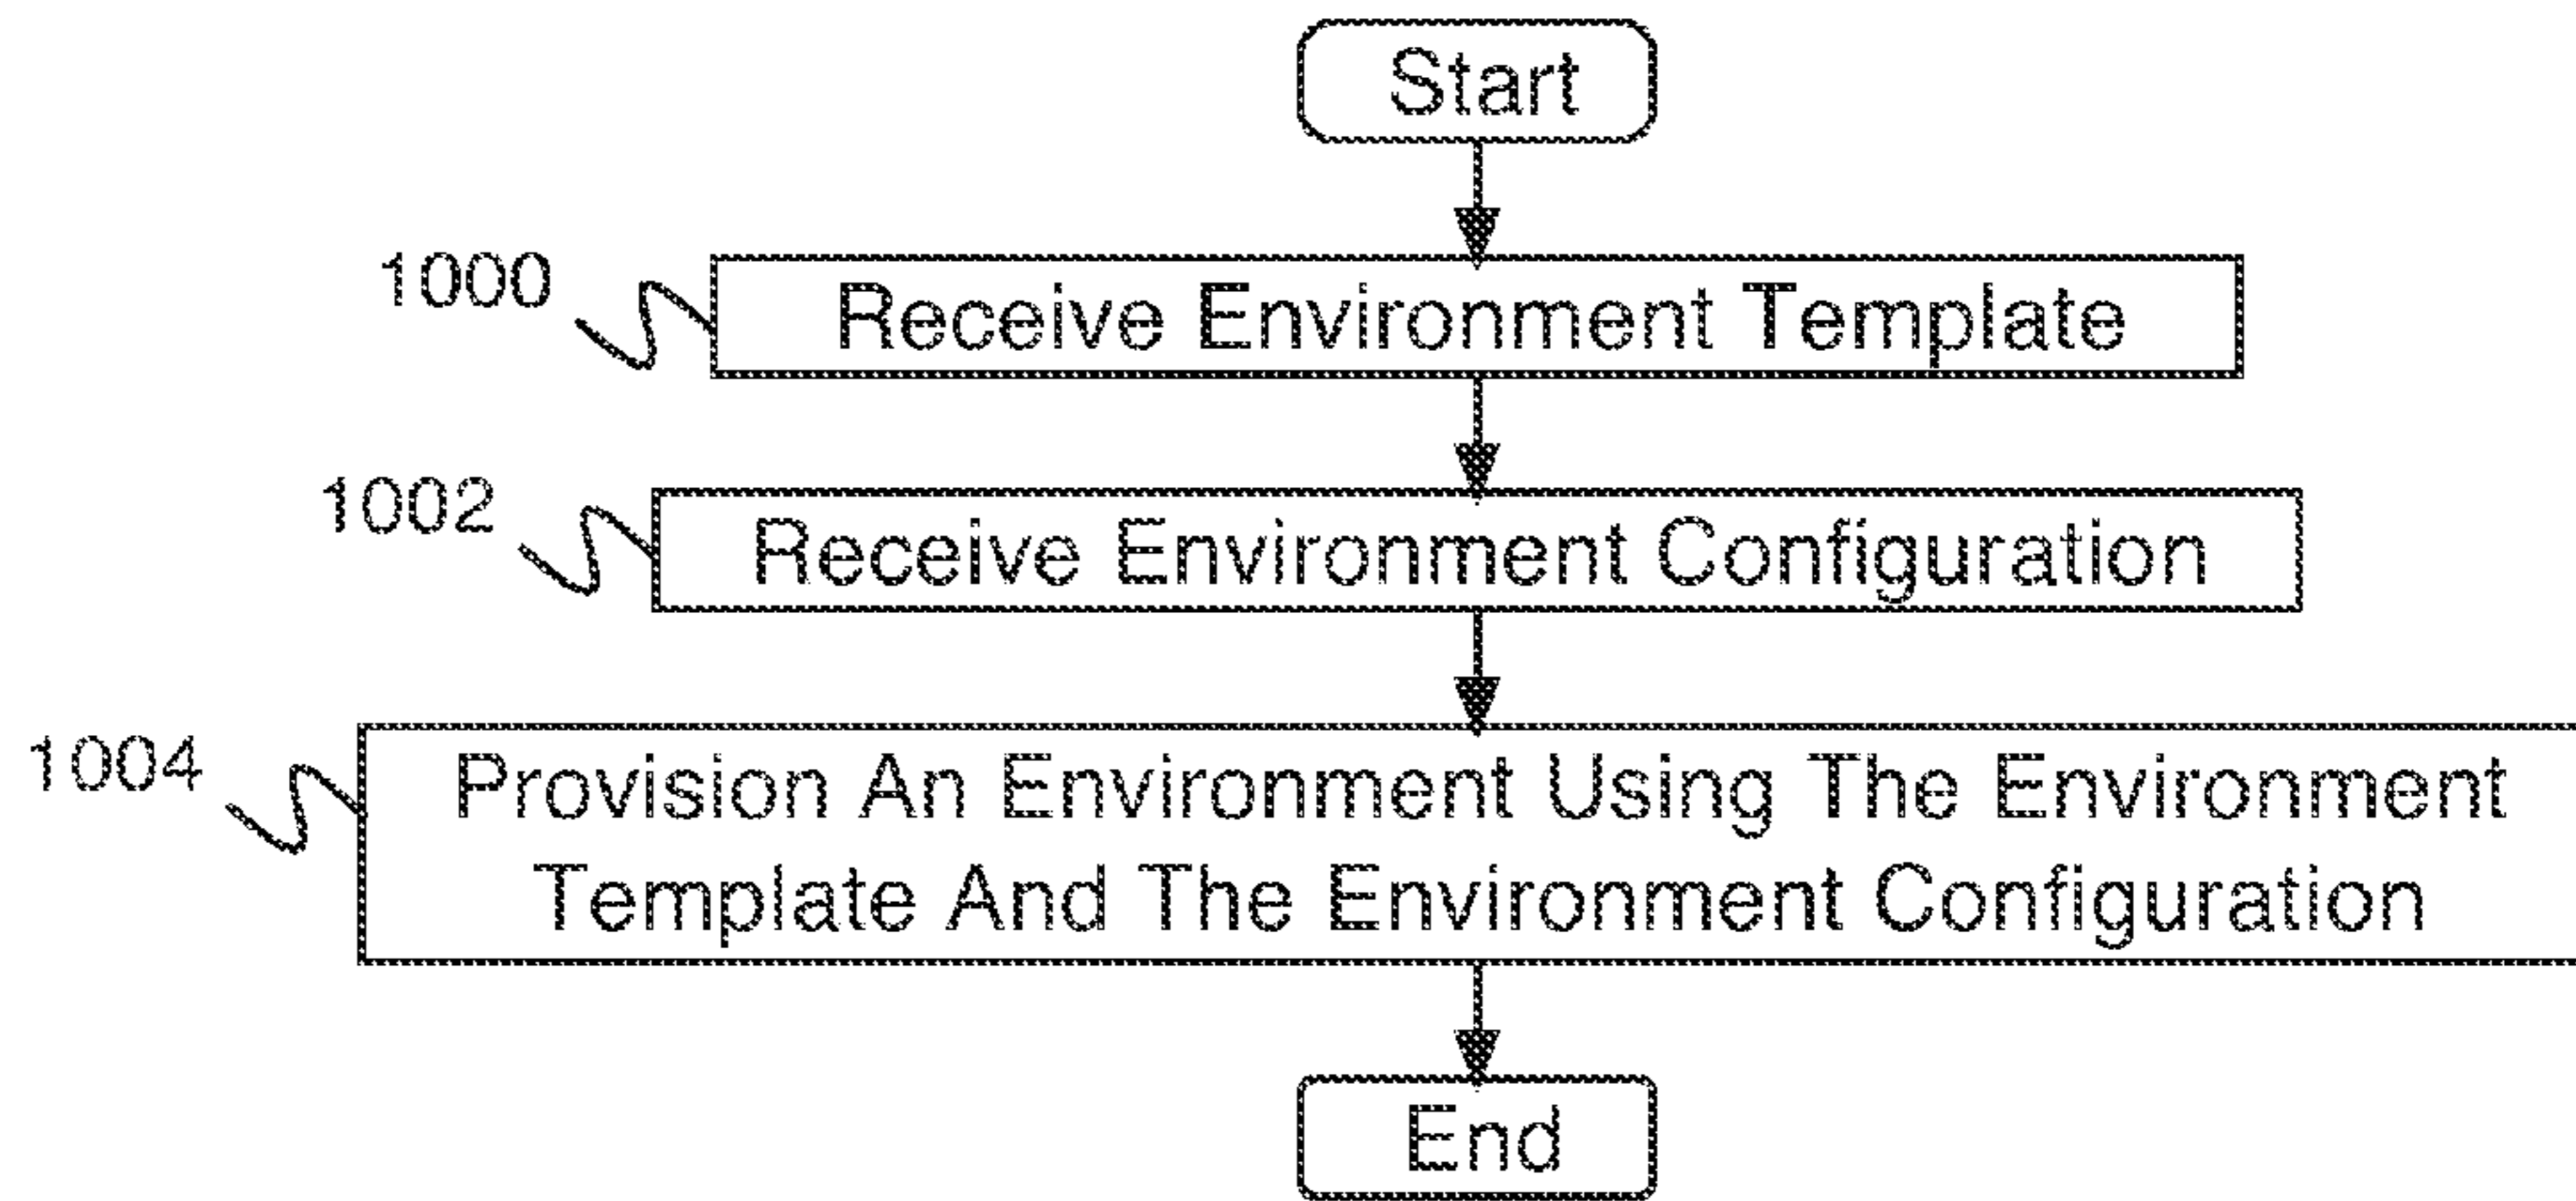 Start
1000
Receive Environment Template
1002
Receive Environment Configuration
1004
Provision An Environment Using The Environment
Template And The Environment Configuration
End